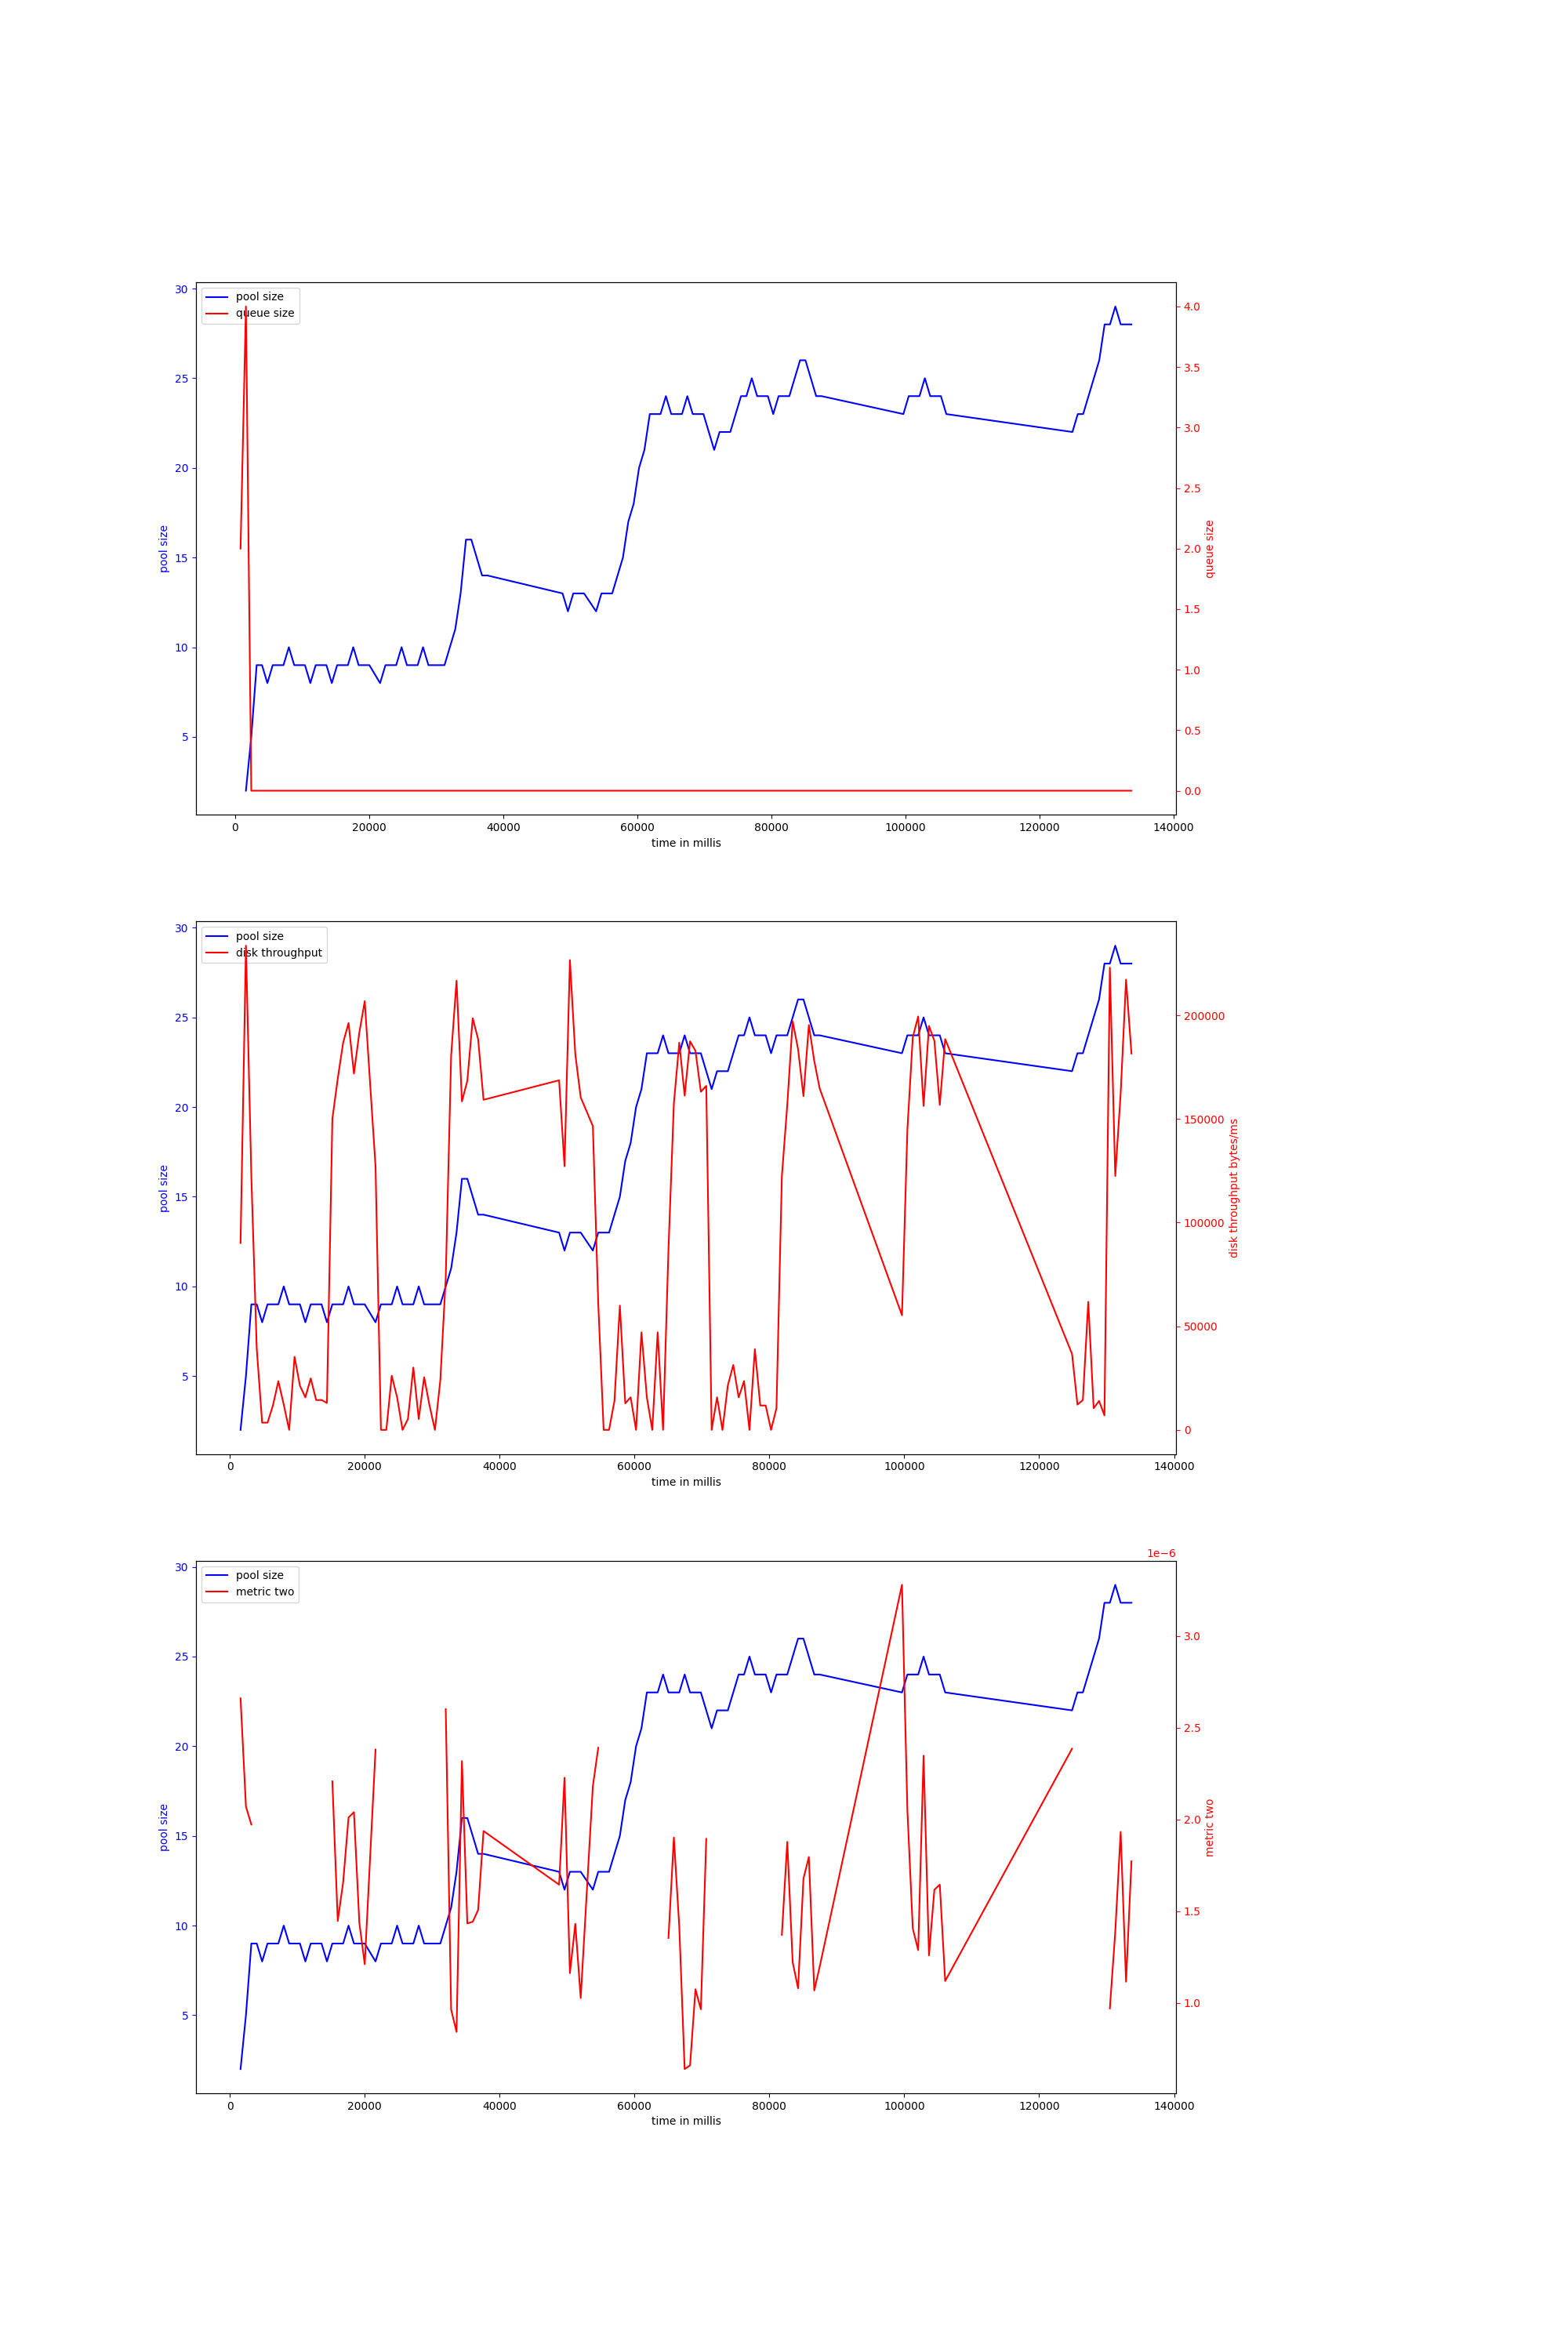 pool size
queue size
30
25
20
15
10
5
pool size
4.0
3.5
3.0
2.5
2.0
1.5
1.0
0.5
0.0
queue size
0 20000 40000 60000 80000 100000 120000 140000
time in millis
pool size
disk throughput
30
25
20
15
10
5
pool size
200000
150000
100000
50000
0
disk throughput bytes/ms
0 20000 40000 60000 80000 100000 120000 140000
time in millis
1e−6
pool size
metric two
30
25
20
15
10
5
pool size
3.0
2.5
2.0
1.5
1.0
metric two
0 20000 40000 60000 80000 100000 120000 140000
time in millis